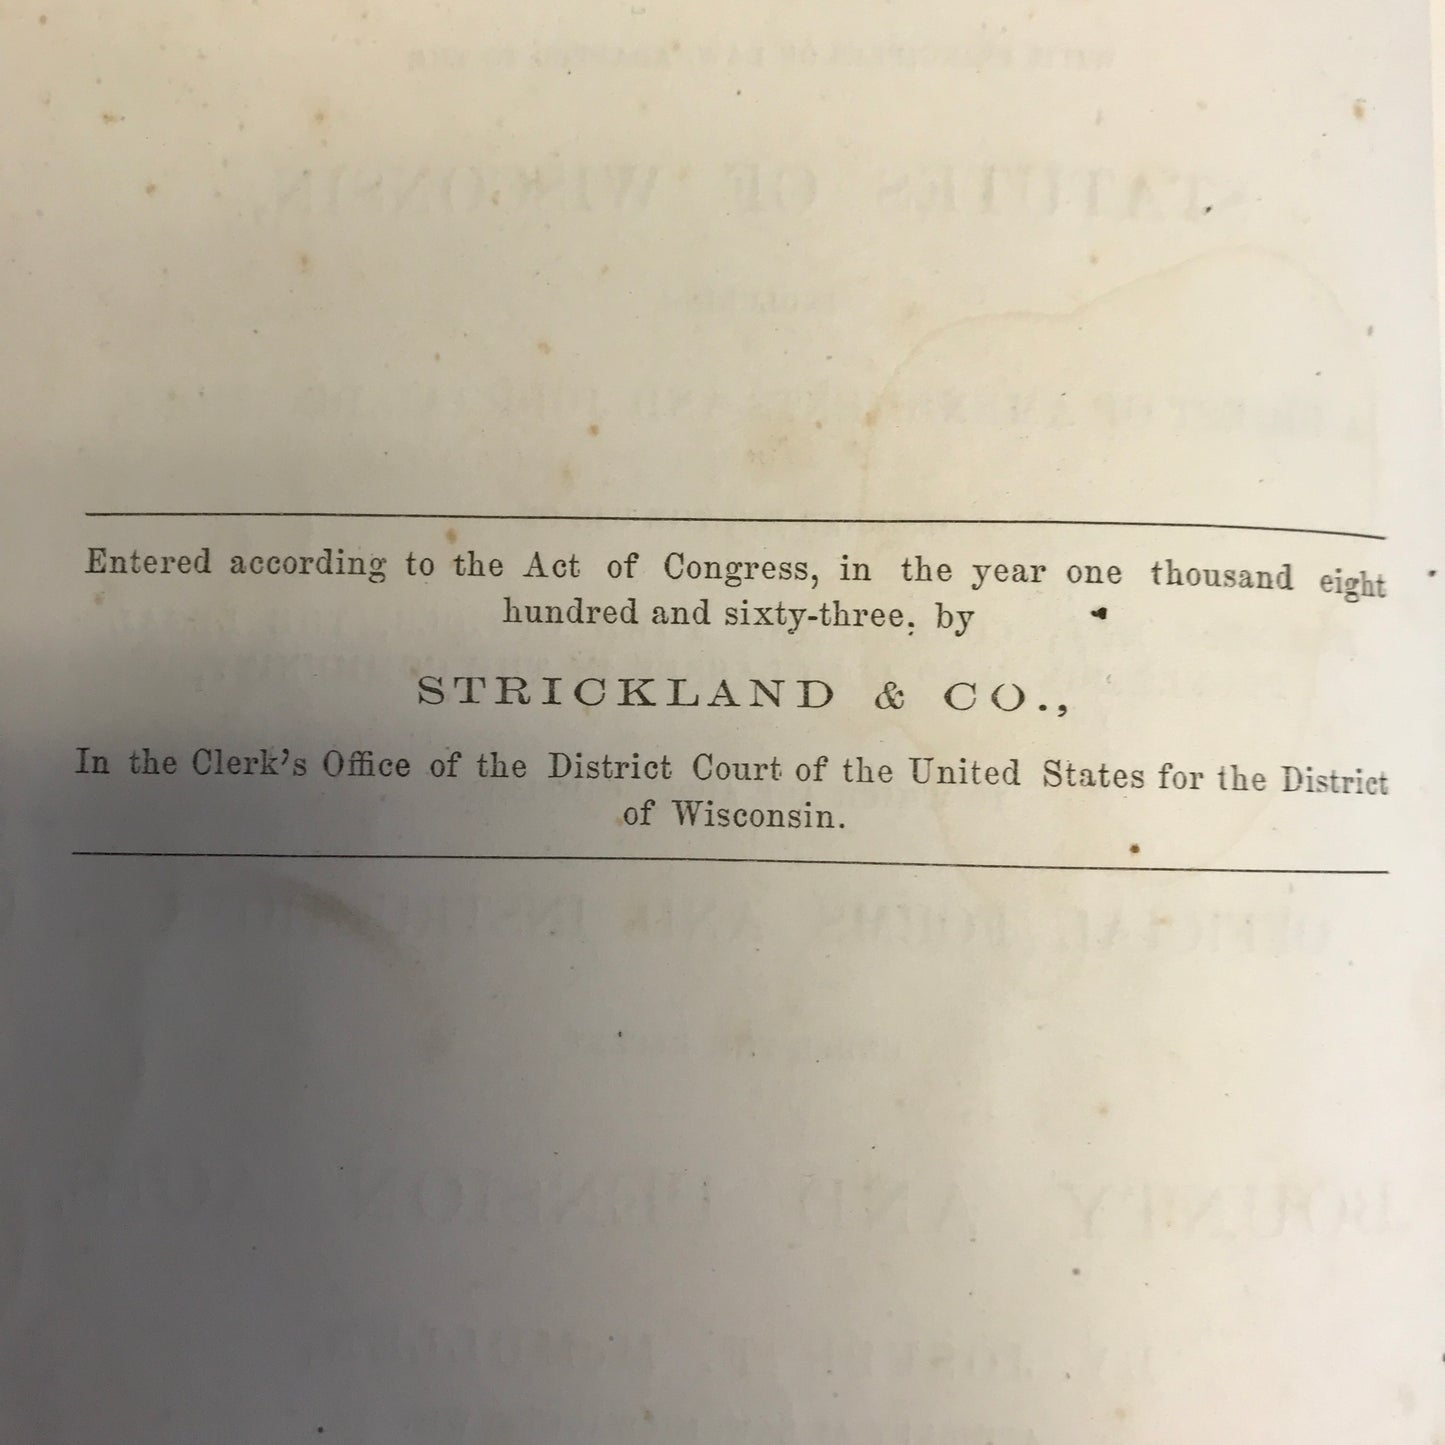 Entered according to the Act of Congress, in the year one thousand eight
hundred and sixty-three, by
STRICKLAND & CO.,
In the Clerk's Office of the District Court of the United States for the District
of Wisconsin.